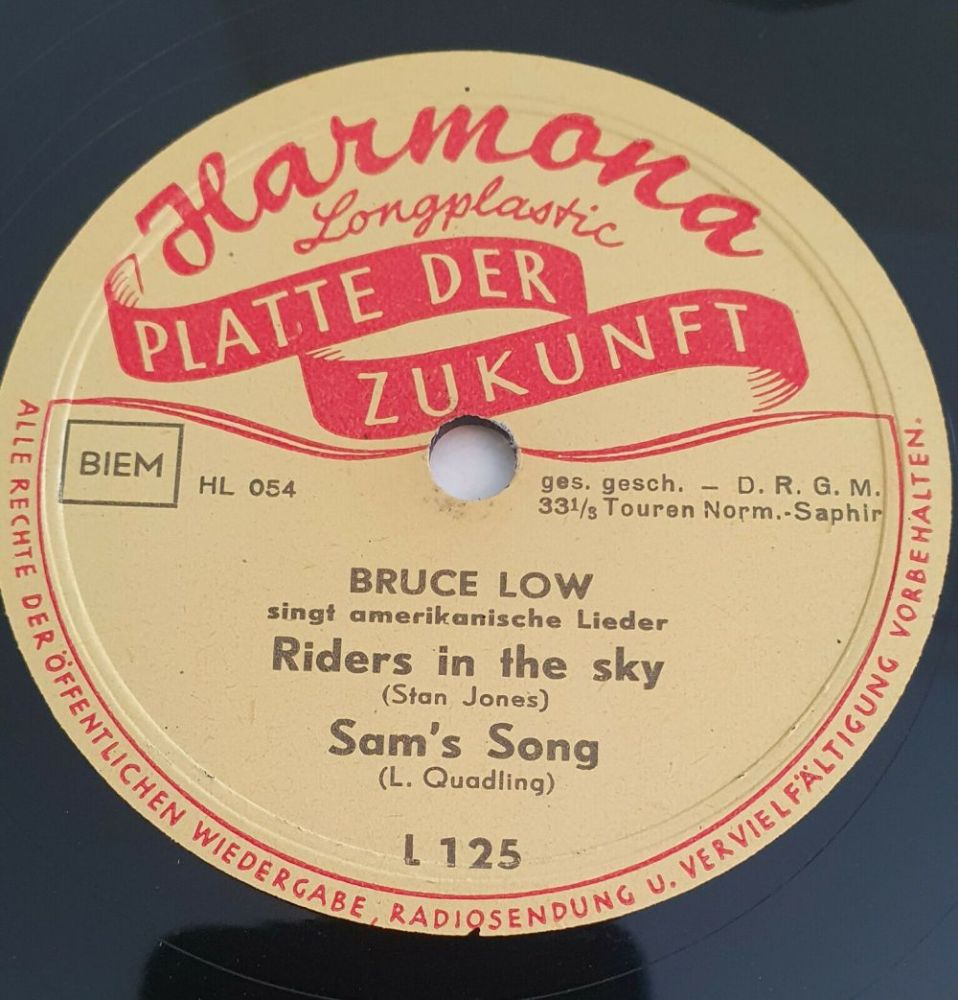 Harmona
Longplastic
PLATTE DER
ZUKUNFT
BIEM
HL 054
ges. gesch. — D. R. G. M.
33 1/3 Touren Norm.-Saphir
BRUCE LOW
singt amerikanische Lieder
Riders in the sky
(Stan Jones)
Sam's Song
(L. Quadling)
L 125
ALLE RECHTE DER ÖFFENTLICHEN WIEDERGABE, RADIOSENDUNG U. VERVIELFÄLTIGUNG VORBEHALTEN.